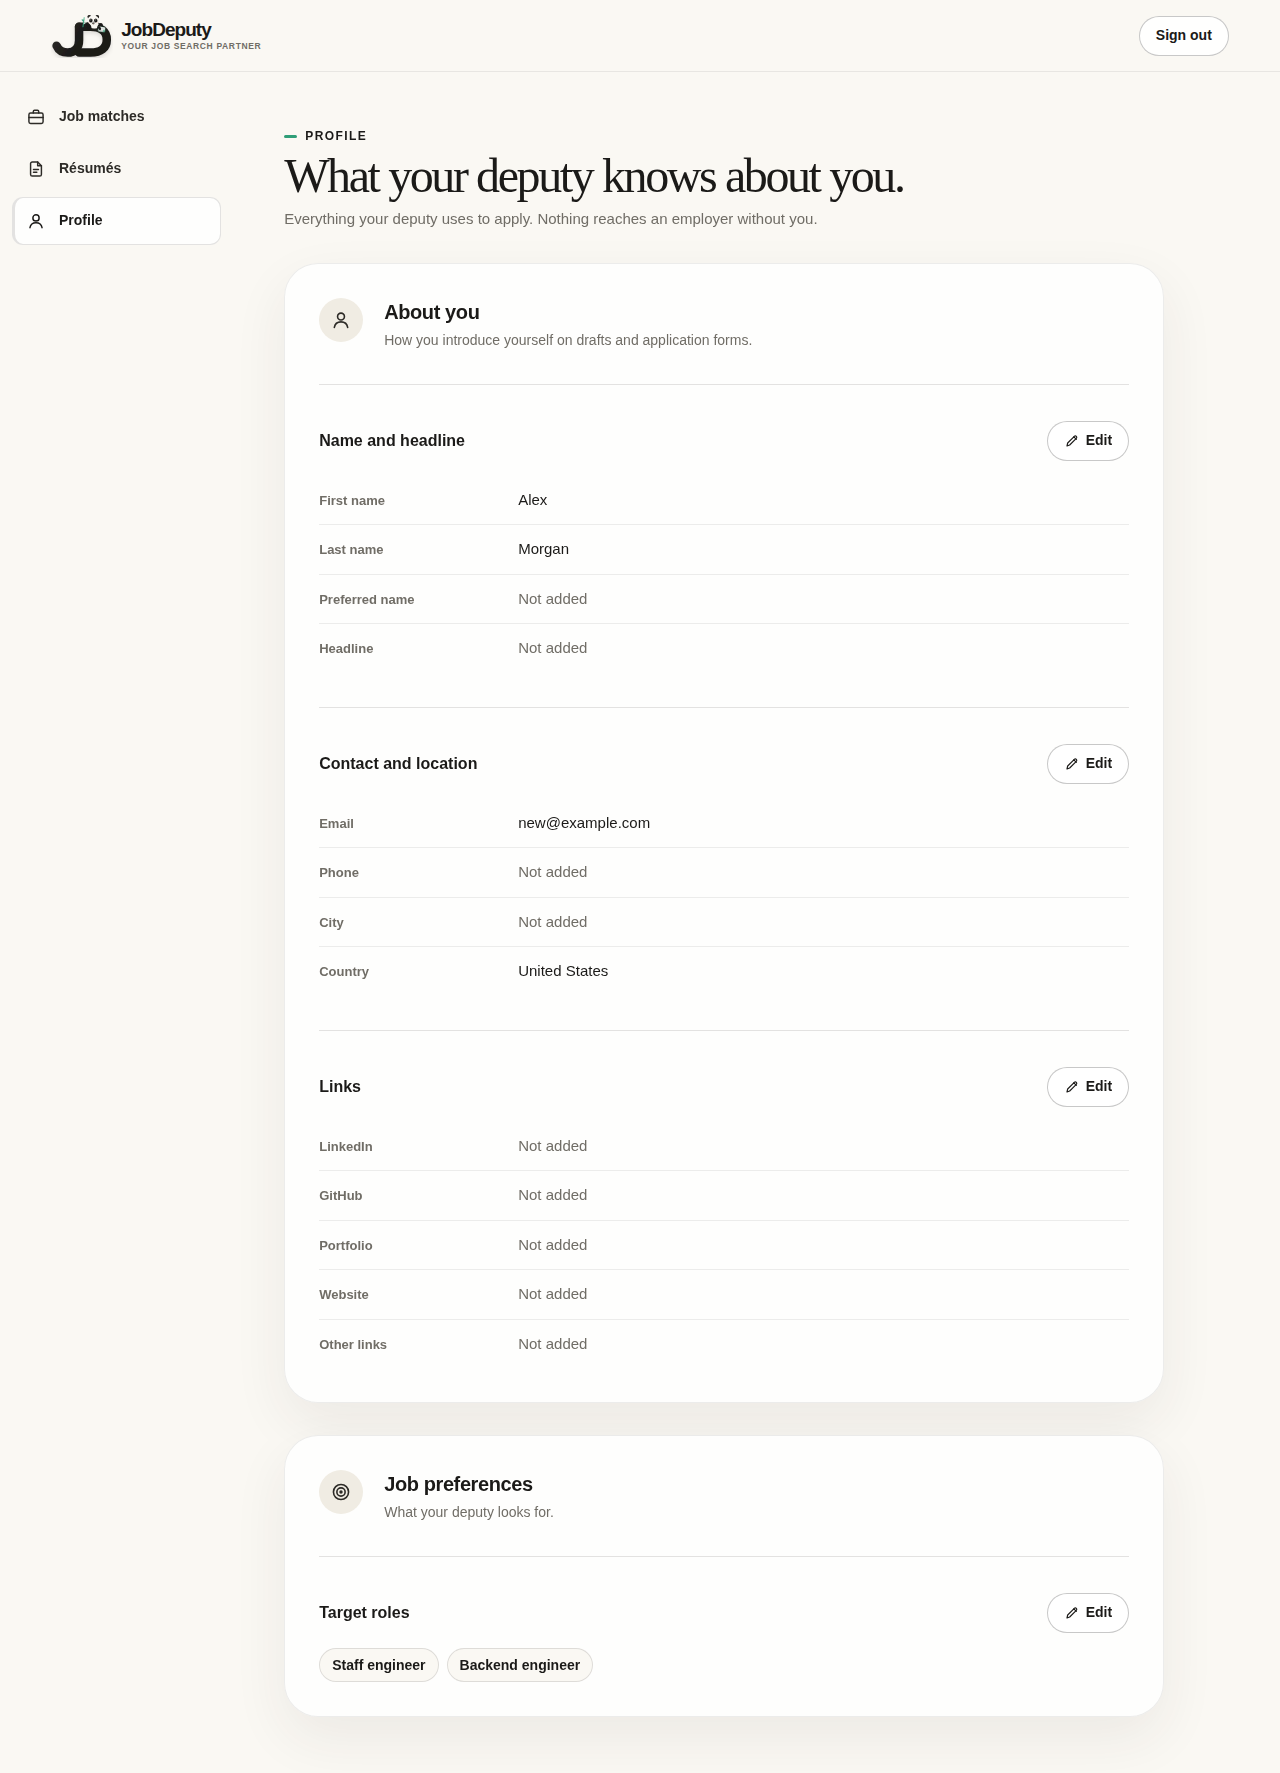 JobDeputy
YOUR JOB SEARCH PARTNER
Sign out
Job matches
Résumés
Profile
PROFILE
What your deputy knows about you.
Everything your deputy uses to apply. Nothing reaches an employer without you.
About you
How you introduce yourself on drafts and application forms.
Name and headline
Edit
First name
Alex
Last name
Morgan
Preferred name
Not added
Headline
Not added
Contact and location
Edit
Email
new@example.com
Phone
Not added
City
Not added
Country
United States
Links
Edit
LinkedIn
Not added
GitHub
Not added
Portfolio
Not added
Website
Not added
Other links
Not added
Job preferences
What your deputy looks for.
Target roles
Edit
Staff engineer
Backend engineer